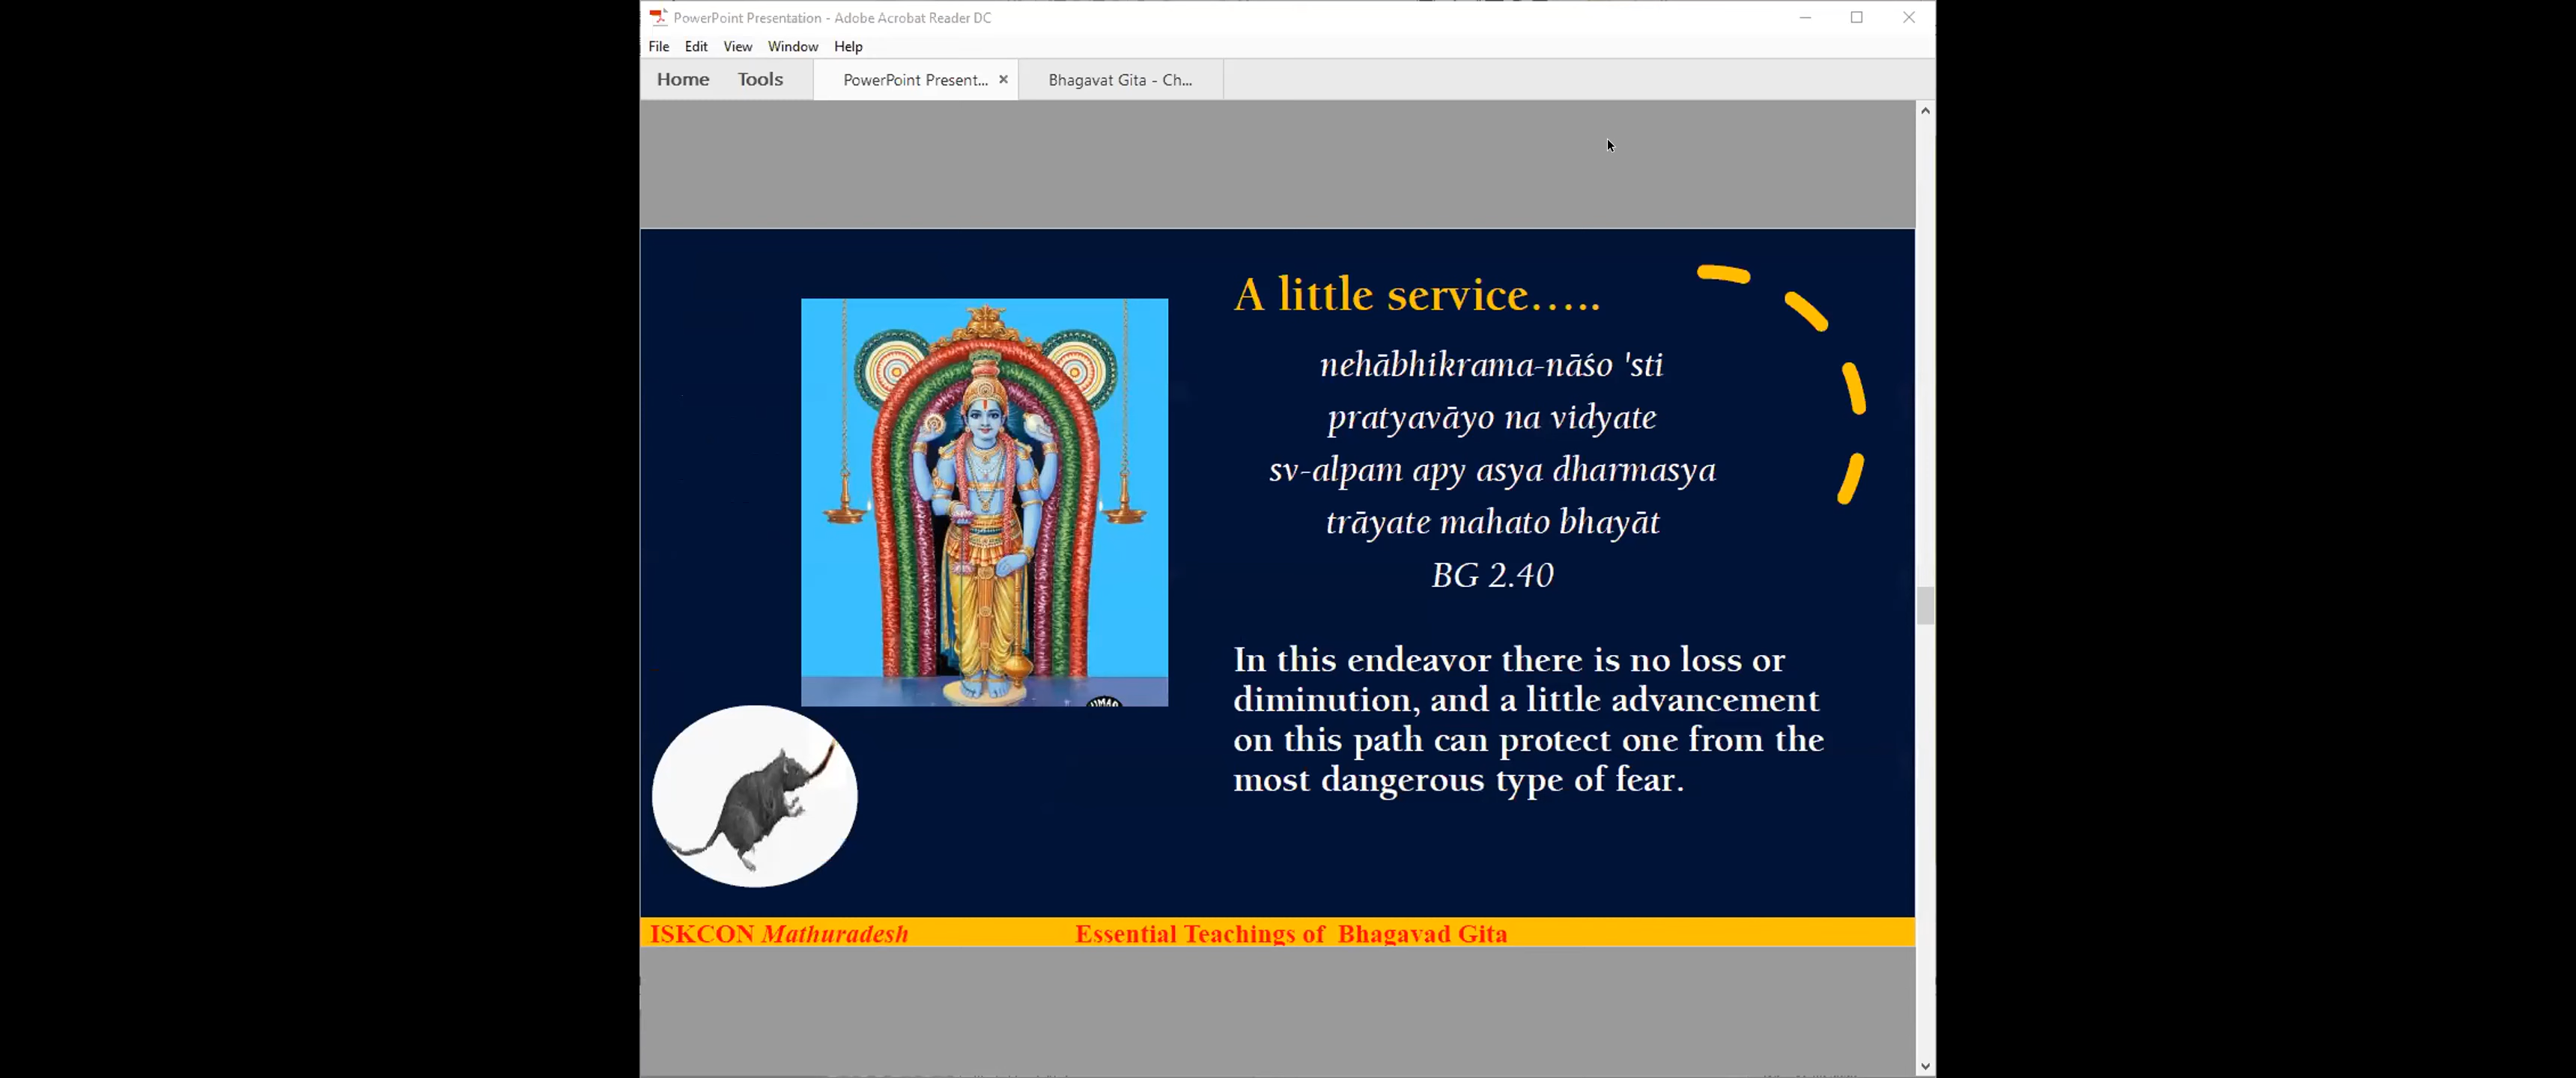 PowerPoint Presentation - Adobe Acrobat Reader DC
File Edit View Window Help
Home Tools PowerPoint Present... Bhagavat Gita - Ch...
A little service.....
nehābhikrama-nāśo 'sti
pratyavāyo na vidyate
sv-alpam apy asya dharmasya
trāyate mahato bhayāt
BG 2.40
In this endeavor there is no loss or
diminution, and a little advancement
on this path can protect one from the
most dangerous type of fear.
ISKCON Mathuradesh Essential Teachings of Bhagavad Gita